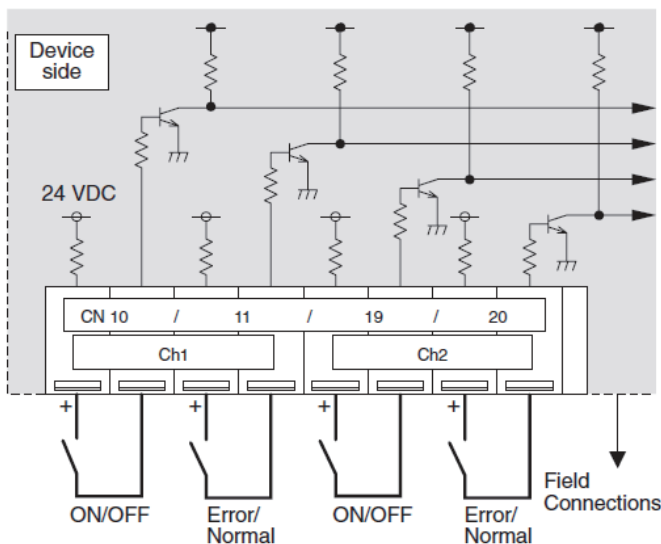 Device
side
24 VDC
CN 10 / 11 / 19 / 20
Ch1 Ch2
+ + + +
ON/OFF Error/ ON/OFF Error/
Normal Normal
Field
Connections